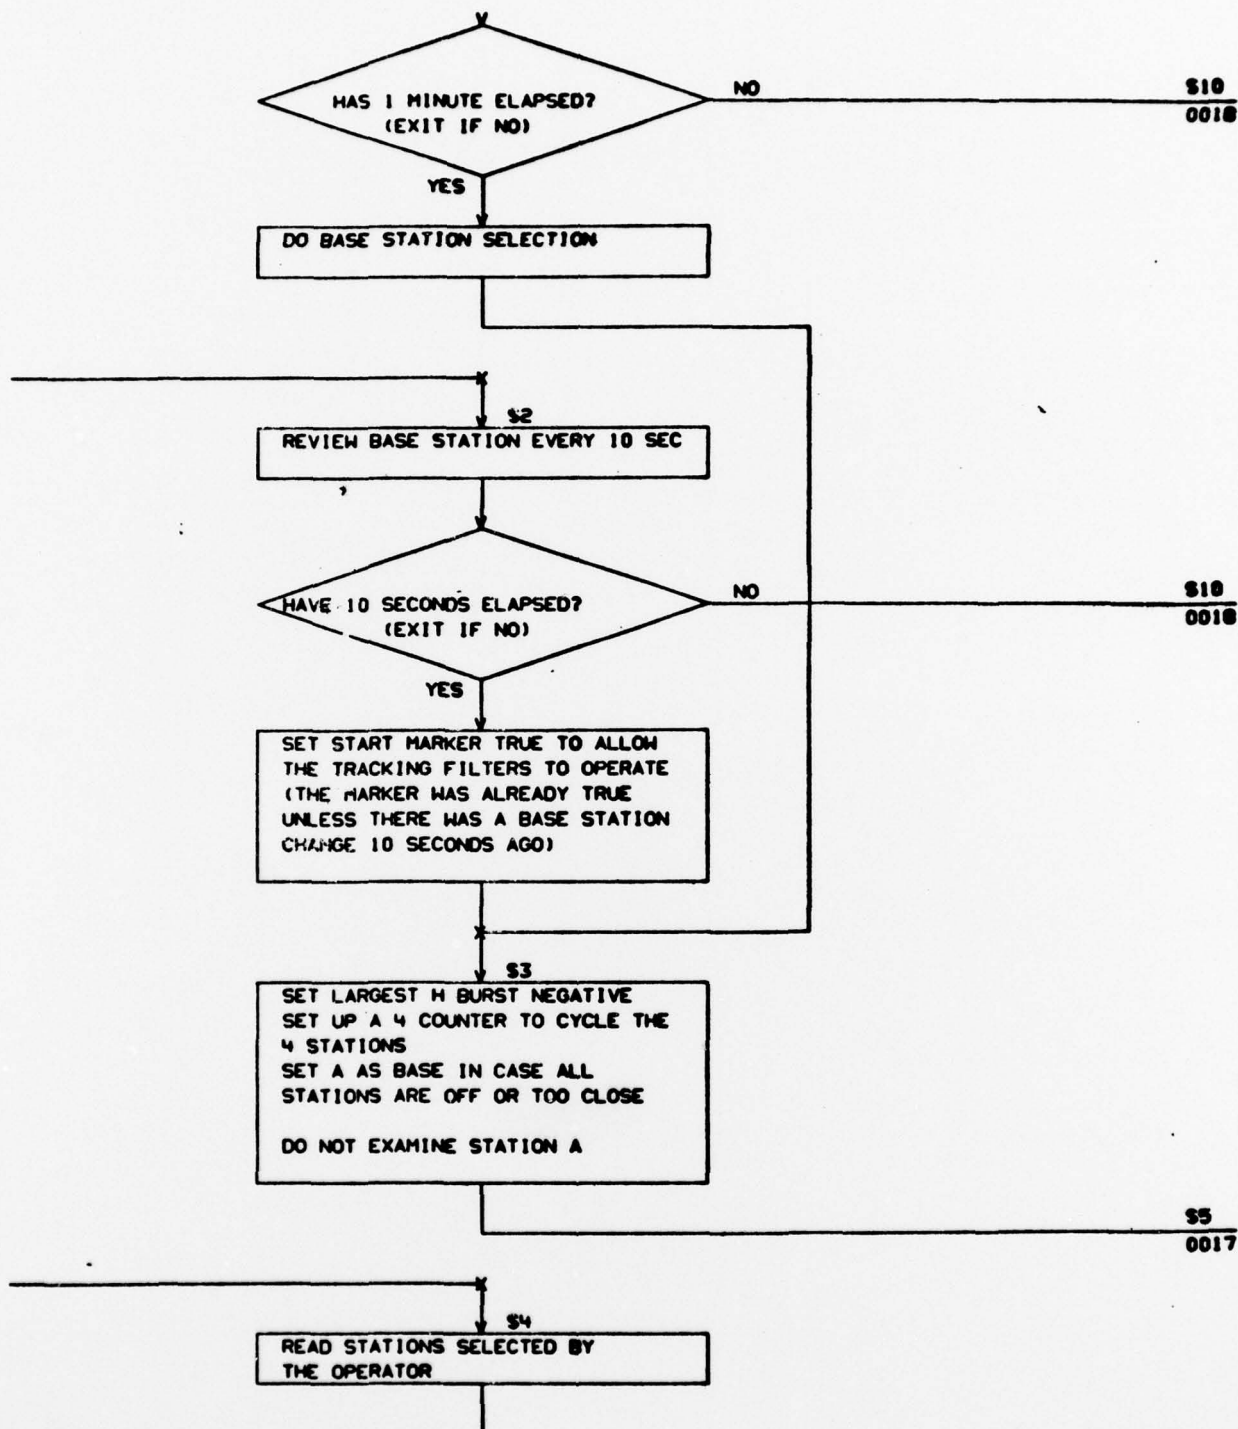 HAS 1 MINUTE ELAPSED?
(EXIT IF NO)
NO
$10
0018
YES
DO BASE STATION SELECTION
$2
REVIEW BASE STATION EVERY 10 SEC
HAVE 10 SECONDS ELAPSED?
(EXIT IF NO)
NO
$10
0018
YES
SET START MARKER TRUE TO ALLOW
THE TRACKING FILTERS TO OPERATE
(THE MARKER WAS ALREADY TRUE
UNLESS THERE WAS A BASE STATION
CHANGE 10 SECONDS AGO)
$3
SET LARGEST H BURST NEGATIVE
SET UP A 4 COUNTER TO CYCLE THE
4 STATIONS
SET A AS BASE IN CASE ALL
STATIONS ARE OFF OR TOO CLOSE
DO NOT EXAMINE STATION A
$5
0017
$4
READ STATIONS SELECTED BY
THE OPERATOR